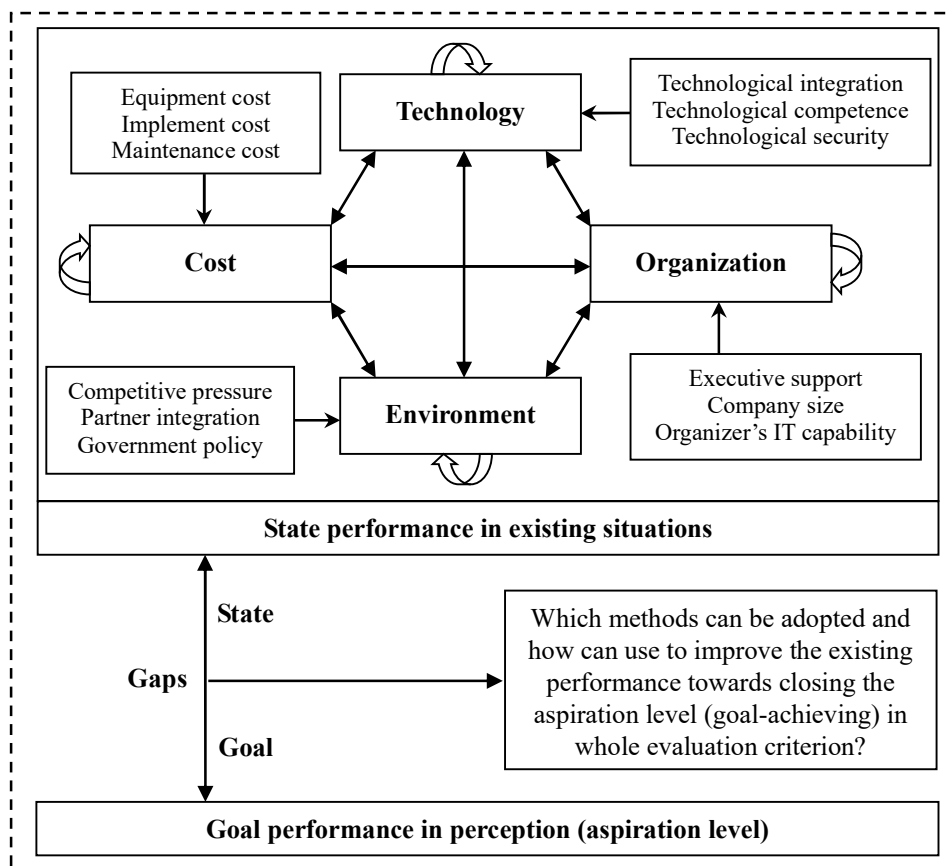 Equipment cost
Implement cost
Maintenance cost
Technology
Technological integration
Technological competence
Technological security
Cost
Organization
Competitive pressure
Partner integration
Government policy
Environment
Executive support
Company size
Organizer’s IT capability
State performance in existing situations
State
Gaps
Goal
Which methods can be adopted and
how can use to improve the existing
performance towards closing the
aspiration level (goal-achieving) in
whole evaluation criterion?
Goal performance in perception (aspiration level)